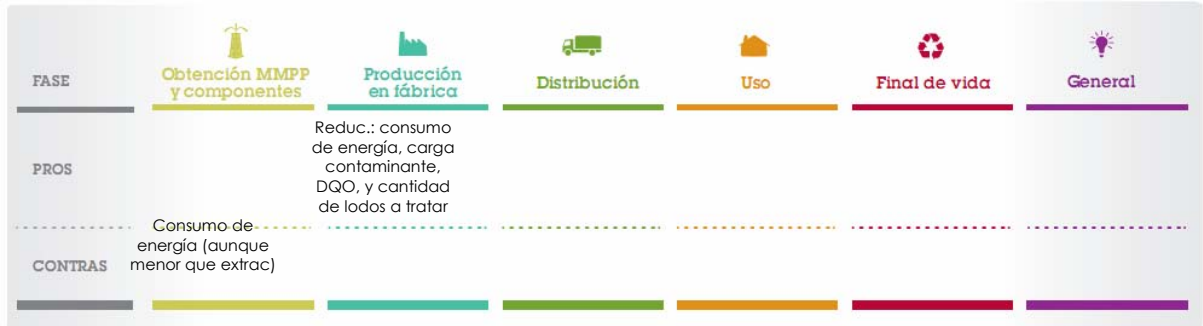 FASE
Obtención MMPP
y componentes
Producción
en fábrica
Distribución
Uso
Final de vida
General
PROS
Reduc.: consumo
de energía, carga
contaminante,
DQO, y cantidad
de lodos a tratar
CONTRAS
Consumo de
energía (aunque
menor que extrac)